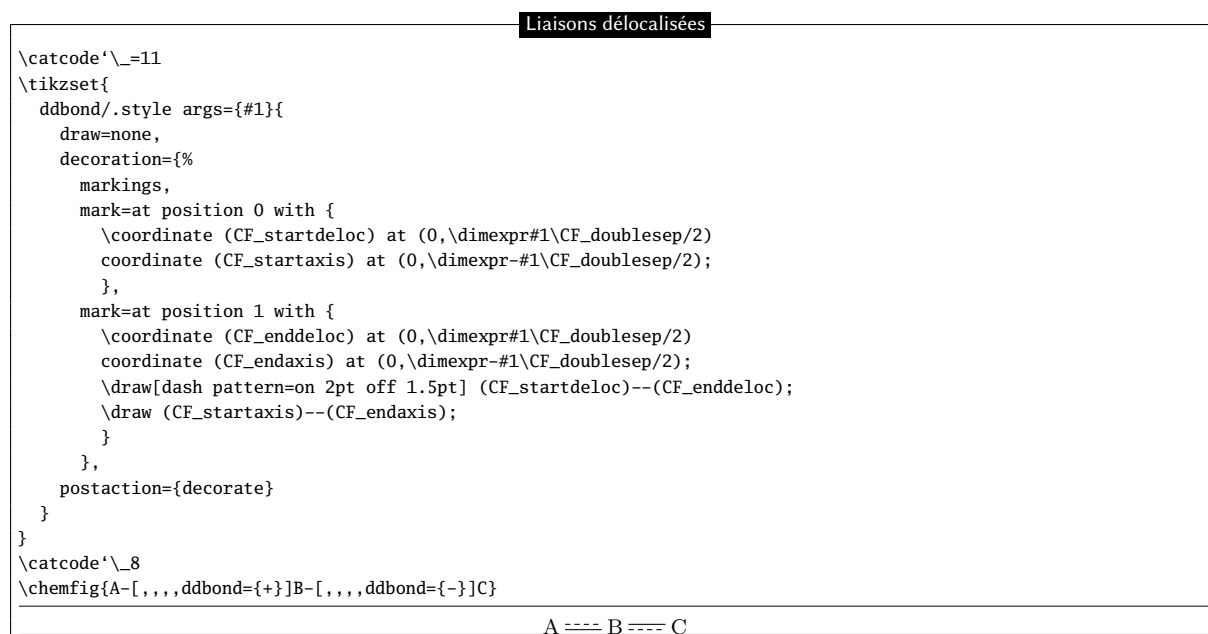 Liaisons délocalisées
\catcode‘\_=11
\tikzset{
  ddbond/.style args={#1}{
    draw=none,
    decoration={%
      markings,
      mark=at position 0 with {
        \coordinate (CF_startdeloc) at (0,\dimexpr#1\CF_doublesep/2)
        coordinate (CF_startaxis) at (0,\dimexpr-#1\CF_doublesep/2);
        },
      mark=at position 1 with {
        \coordinate (CF_enddeloc) at (0,\dimexpr#1\CF_doublesep/2)
        coordinate (CF_endaxis) at (0,\dimexpr-#1\CF_doublesep/2);
        \draw[dash pattern=on 2pt off 1.5pt] (CF_startdeloc)--(CF_enddeloc);
        \draw (CF_startaxis)--(CF_endaxis);
        }
      },
    postaction={decorate}
  }
}
\catcode‘\_8
\chemfig{A-[,,,,ddbond={+}]B-[,,,,ddbond={-}]C}
A B C